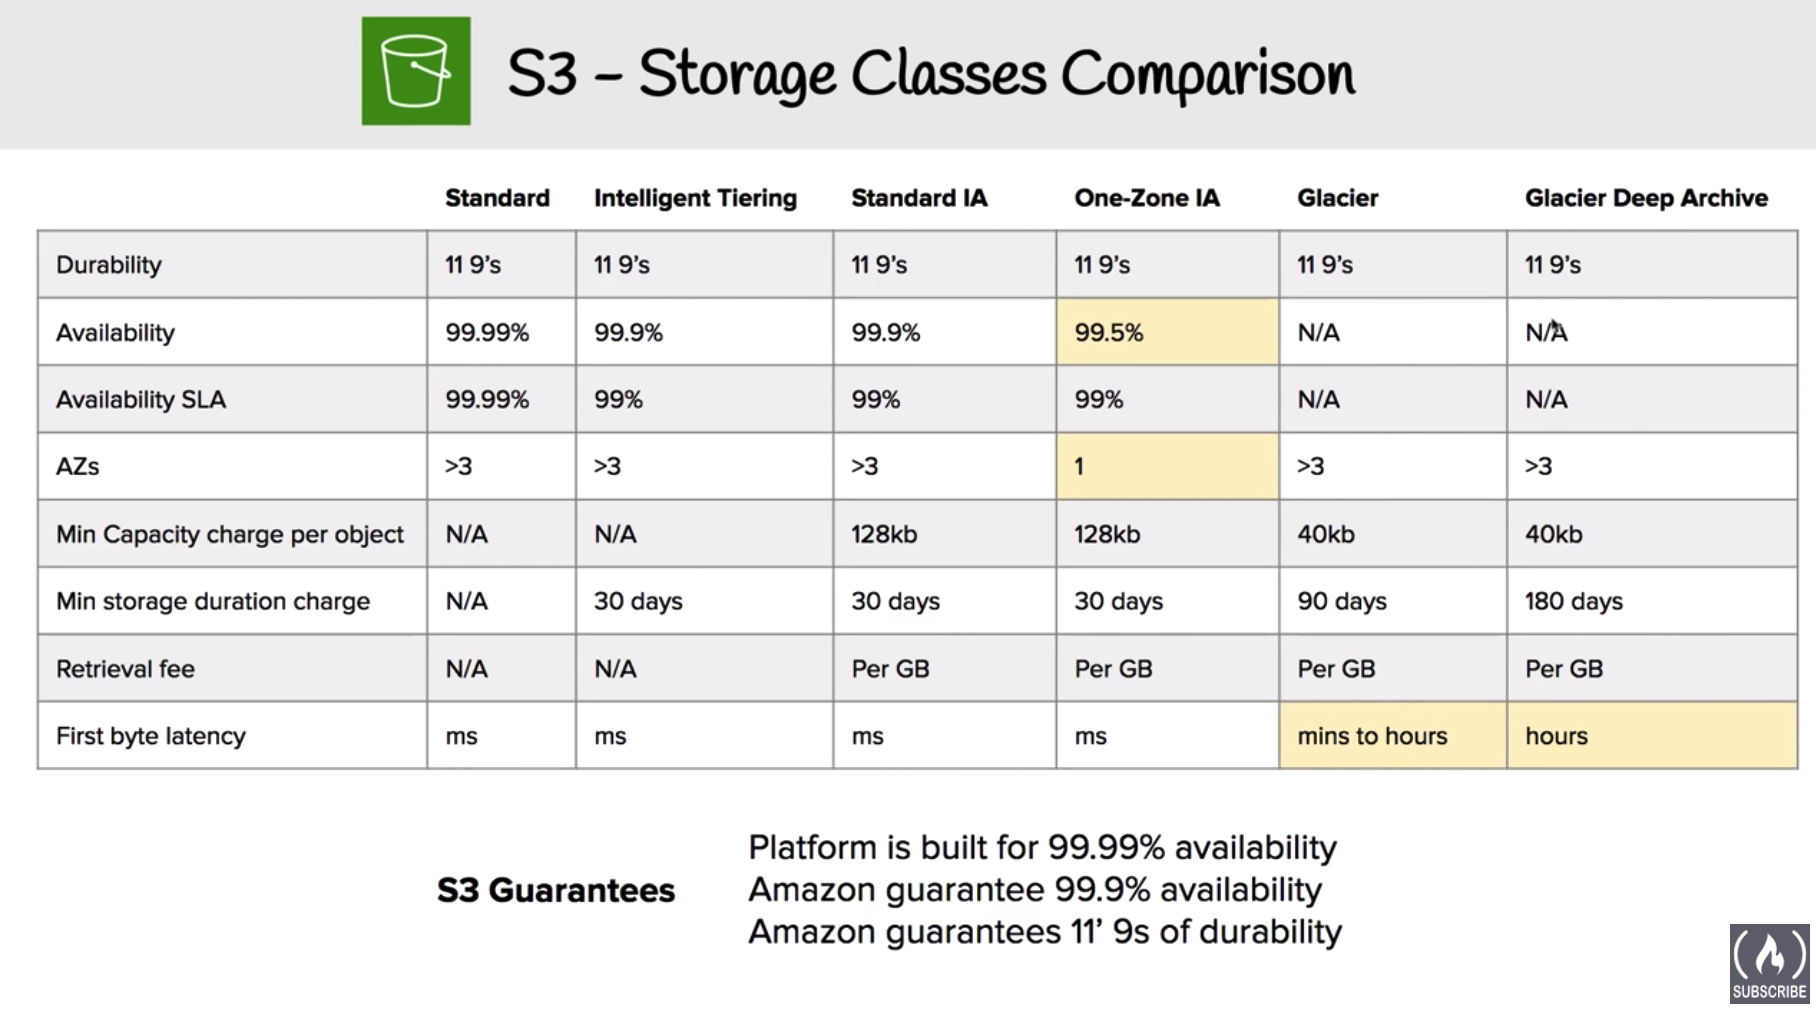 S3 – Storage Classes Comparison
Standard Intelligent Tiering Standard IA One-Zone IA Glacier Glacier Deep Archive
Durability 11 9’s 11 9’s 11 9’s 11 9’s 11 9’s 11 9’s
Availability 99.99% 99.9% 99.9% 99.5% N/A N/A
Availability SLA 99.99% 99% 99% 99% N/A N/A
AZs >3 >3 >3 1 >3 >3
Min Capacity charge per object N/A N/A 128kb 128kb 40kb 40kb
Min storage duration charge N/A 30 days 30 days 30 days 90 days 180 days
Retrieval fee N/A N/A Per GB Per GB Per GB Per GB
First byte latency ms ms ms ms mins to hours hours
S3 Guarantees
Platform is built for 99.99% availability
Amazon guarantee 99.9% availability
Amazon guarantees 11’ 9s of durability
SUBSCRIBE